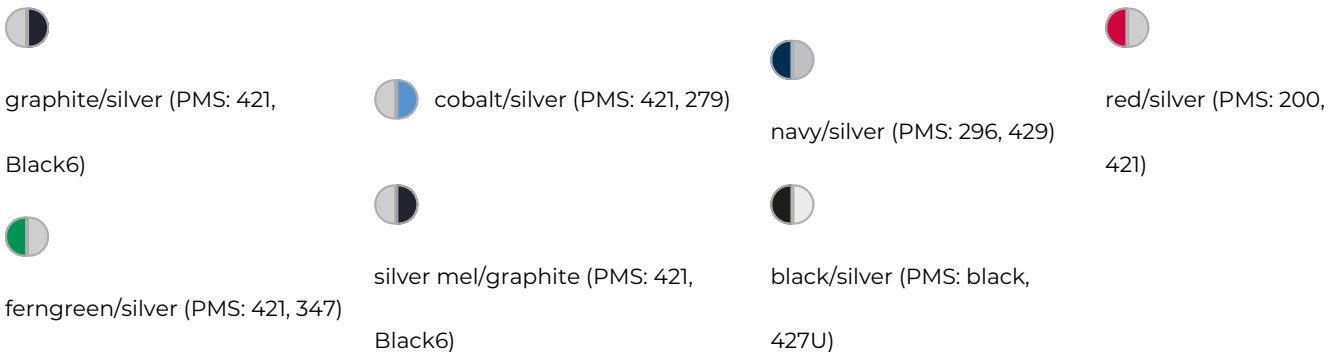 graphite/silver (PMS: 421,
Black6)
cobalt/silver (PMS: 421, 279)
navy/silver (PMS: 296, 429)
red/silver (PMS: 200,
421)
ferngreen/silver (PMS: 421, 347)
silver mel/graphite (PMS: 421,
Black6)
black/silver (PMS: black,
427U)